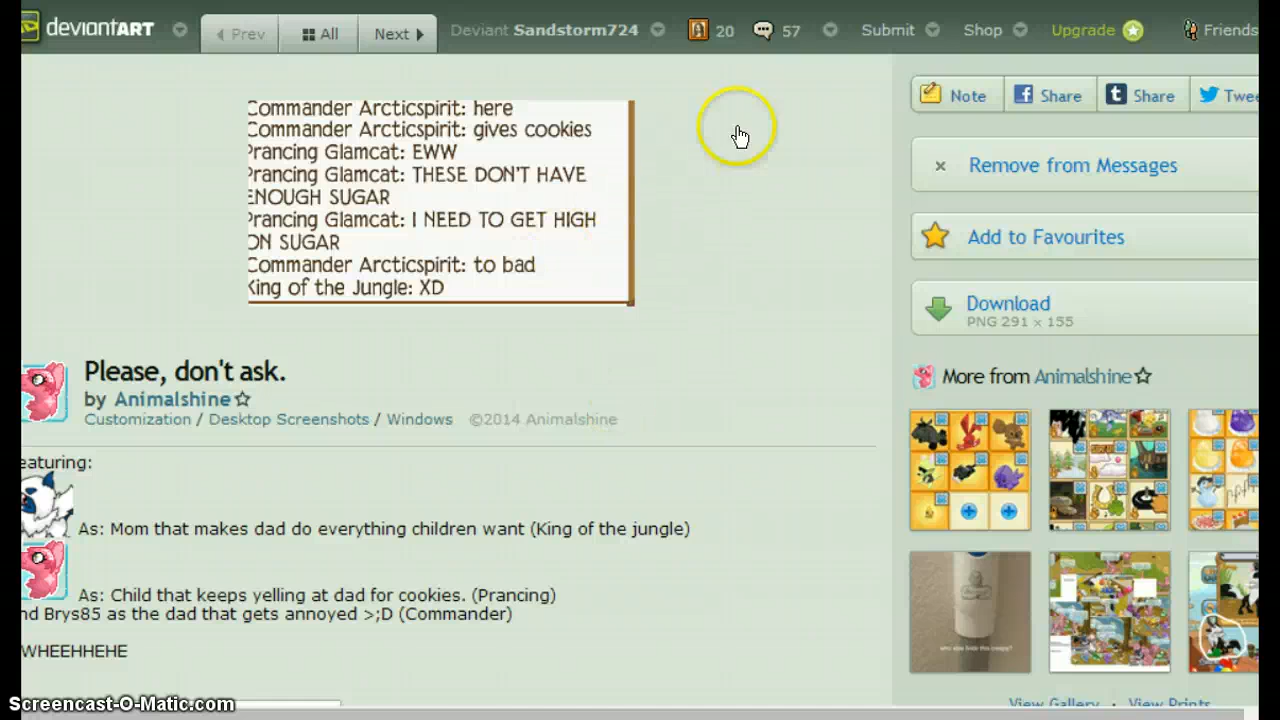 deviantART Prev All Next Deviant Sandstorm724 20 57 Submit Shop Upgrade Friends
Commander Arcticspirit: here
Commander Arcticspirit: gives cookies
Prancing Glamcat: EWW
Prancing Glamcat: THESE DON'T HAVE
ENOUGH SUGAR
Prancing Glamcat: I NEED TO GET HIGH
ON SUGAR
Commander Arcticspirit: to bad
King of the Jungle: XD
Note Share Share Twee
Remove from Messages
Add to Favourites
Download
PNG 291 × 155
Please, don't ask.
by Animalshine
Customization / Desktop Screenshots / Windows ©2014 Animalshine
More from Animalshine
eaturing:
As: Mom that makes dad do everything children want (King of the jungle)
As: Child that keeps yelling at dad for cookies. (Prancing)
nd Brys85 as the dad that gets annoyed >;D (Commander)
WHEEHHEHE
View Gallery · View Prints
Screencast-O-Matic.com